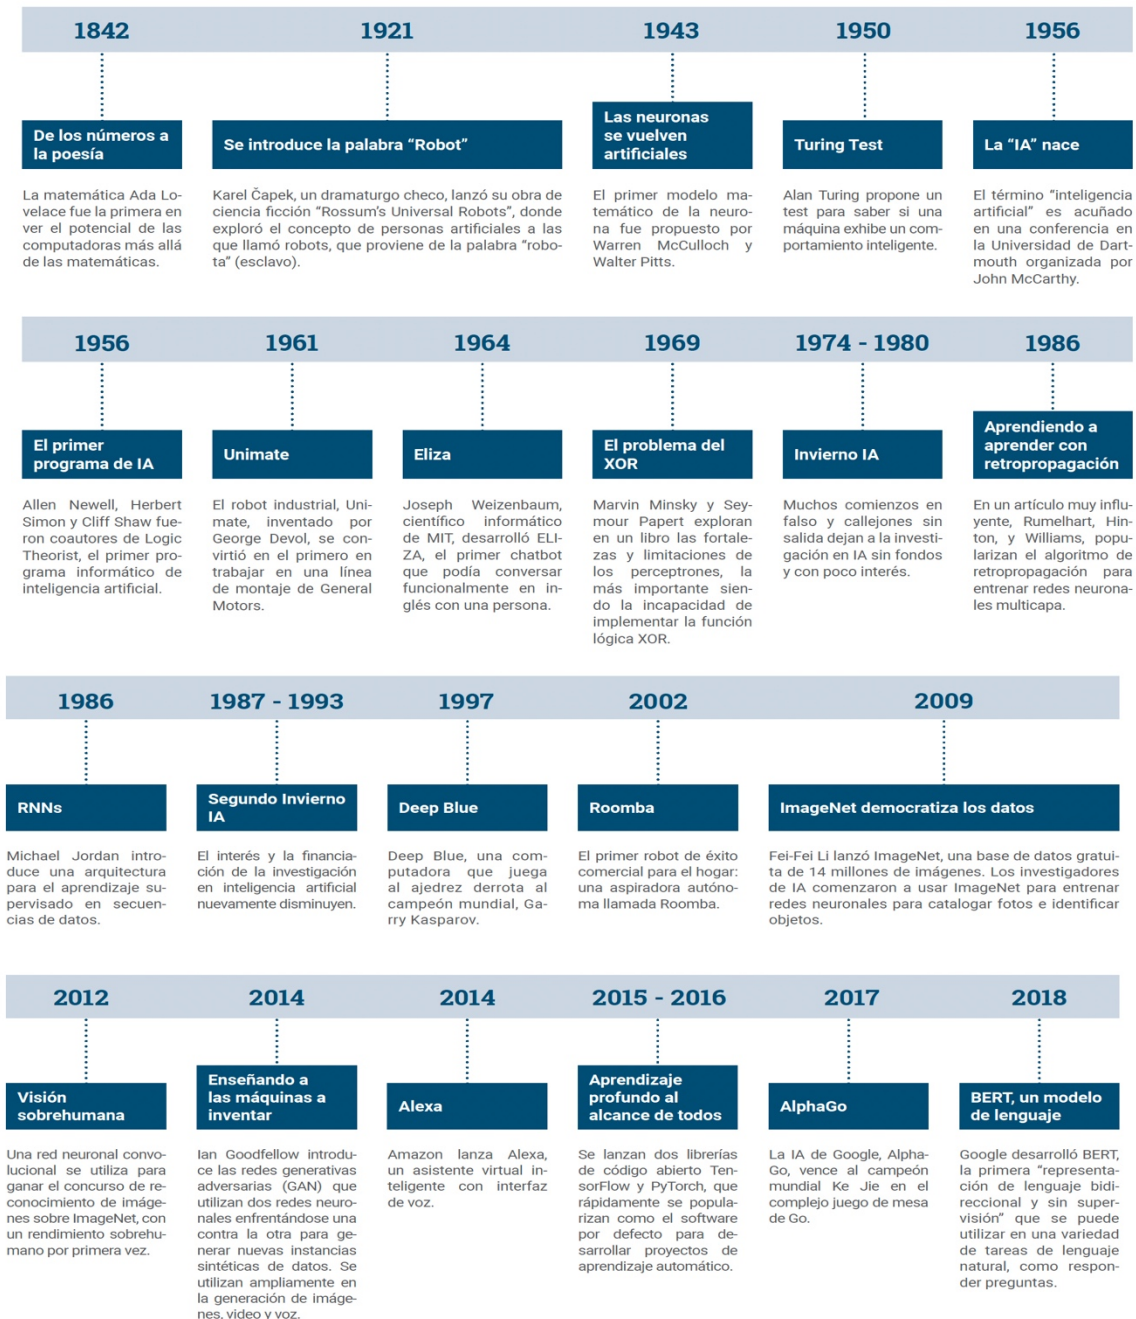 1842
1921
1943
1950
1956
De los números a
la poesía
La matemática Ada Lo-
velace fue la primera en
ver el potencial de las
computadoras más allá
de las matemáticas.
Se introduce la palabra “Robot”
Karel Čapek, un dramaturgo checo, lanzó su obra de
ciencia ficción “Rossum’s Universal Robots”, donde
exploró el concepto de personas artificiales a las
que llamó robots, que proviene de la palabra “robo-
ta” (esclavo).
Las neuronas
se vuelven
artificiales
El primer modelo ma-
temático de la neuro-
na fue propuesto por
Warren McCulloch y
Walter Pitts.
Turing Test
Alan Turing propone un
test para saber si una
máquina exhibe un com-
portamiento inteligente.
La “IA” nace
El término “inteligencia
artificial” es acuñado
en una conferencia en
la Universidad de Dart-
mouth organizada por
John McCarthy.
1956
1961
1964
1969
1974 - 1980
1986
El primer
programa de IA
Allen Newell, Herbert
Simon y Cliff Shaw fue-
ron coautores de Logic
Theorist, el primer pro-
grama informático de
inteligencia artificial.
Unimate
El robot industrial, Uni-
mate, inventado por
George Devol, se con-
virtió en el primero en
trabajar en una línea
de montaje de General
Motors.
Eliza
Joseph Weizenbaum,
científico informático
de MIT, desarrolló ELI-
ZA, el primer chatbot
que podía conversar
funcionalmente en in-
glés con una persona.
El problema del
XOR
Marvin Minsky y Sey-
mour Papert exploran
en un libro las fortale-
zas y limitaciones de
los perceptrones, la
más importante sien-
do la incapacidad de
implementar la función
lógica XOR.
Invierno IA
Muchos comienzos en
falso y callejones sin
salida dejan a la investi-
gación en IA sin fondos
y con poco interés.
Aprendiendo a
aprender con
retropropagación
En un artículo muy influ-
yente, Rumelhart, Hin-
ton, y Williams, popu-
larizan el algoritmo de
retropropagación para
entrenar redes neurona-
les multicapa.
1986
1987 - 1993
1997
2002
2009
RNNs
Michael Jordan intro-
duce una arquitectura
para el aprendizaje su-
pervisado en secuen-
cias de datos.
Segundo Invierno
IA
El interés y la financia-
ción de la investigación
en inteligencia artificial
nuevamente disminuyen.
Deep Blue
Deep Blue, una com-
putadora que juega
al ajedrez derrota al
campeón mundial, Ga-
rry Kasparov.
Roomba
El primer robot de éxito
comercial para el hogar:
una aspiradora autóno-
ma llamada Roomba.
ImageNet democratiza los datos
Fei-Fei Li lanzó ImageNet, una base de datos gratui-
ta de 14 millones de imágenes. Los investigadores
de IA comenzaron a usar ImageNet para entrenar
redes neuronales para catalogar fotos e identificar
objetos.
2012
2014
2014
2015 - 2016
2017
2018
Visión
sobrehumana
Una red neuronal convo-
lucional se utiliza para
ganar el concurso de re-
conocimiento de imáge-
nes sobre ImageNet, con
un rendimiento sobrehu-
mano por primera vez.
Enseñando a
las máquinas a
inventar
Ian Goodfellow introdu-
ce las redes generativas
adversarias (GAN) que
utilizan dos redes neuro-
nales enfrentándose una
contra la otra para ge-
nerar nuevas instancias
sintéticas de datos. Se
utilizan ampliamente en
la generación de imáge-
nes, video y voz.
Alexa
Amazon lanza Alexa,
un asistente virtual in-
teligente con interfaz
de voz.
Aprendizaje
profundo al
alcance de todos
Se lanzan dos librerías
de código abierto Ten-
sorFlow y PyTorch, que
rápidamente se popula-
rizan como el software
por defecto para de-
sarrollar proyectos de
aprendizaje automático.
AlphaGo
La IA de Google, Alpha-
Go, vence al campeón
mundial Ke Jie en el
complejo juego de mesa
de Go.
BERT, un modelo
de lenguaje
Google desarrolló BERT,
la primera “representa-
ción de lenguaje bidi-
reccional y sin super-
visión” que se puede
utilizar en una variedad
de tareas de lenguaje
natural, como respon-
der preguntas.